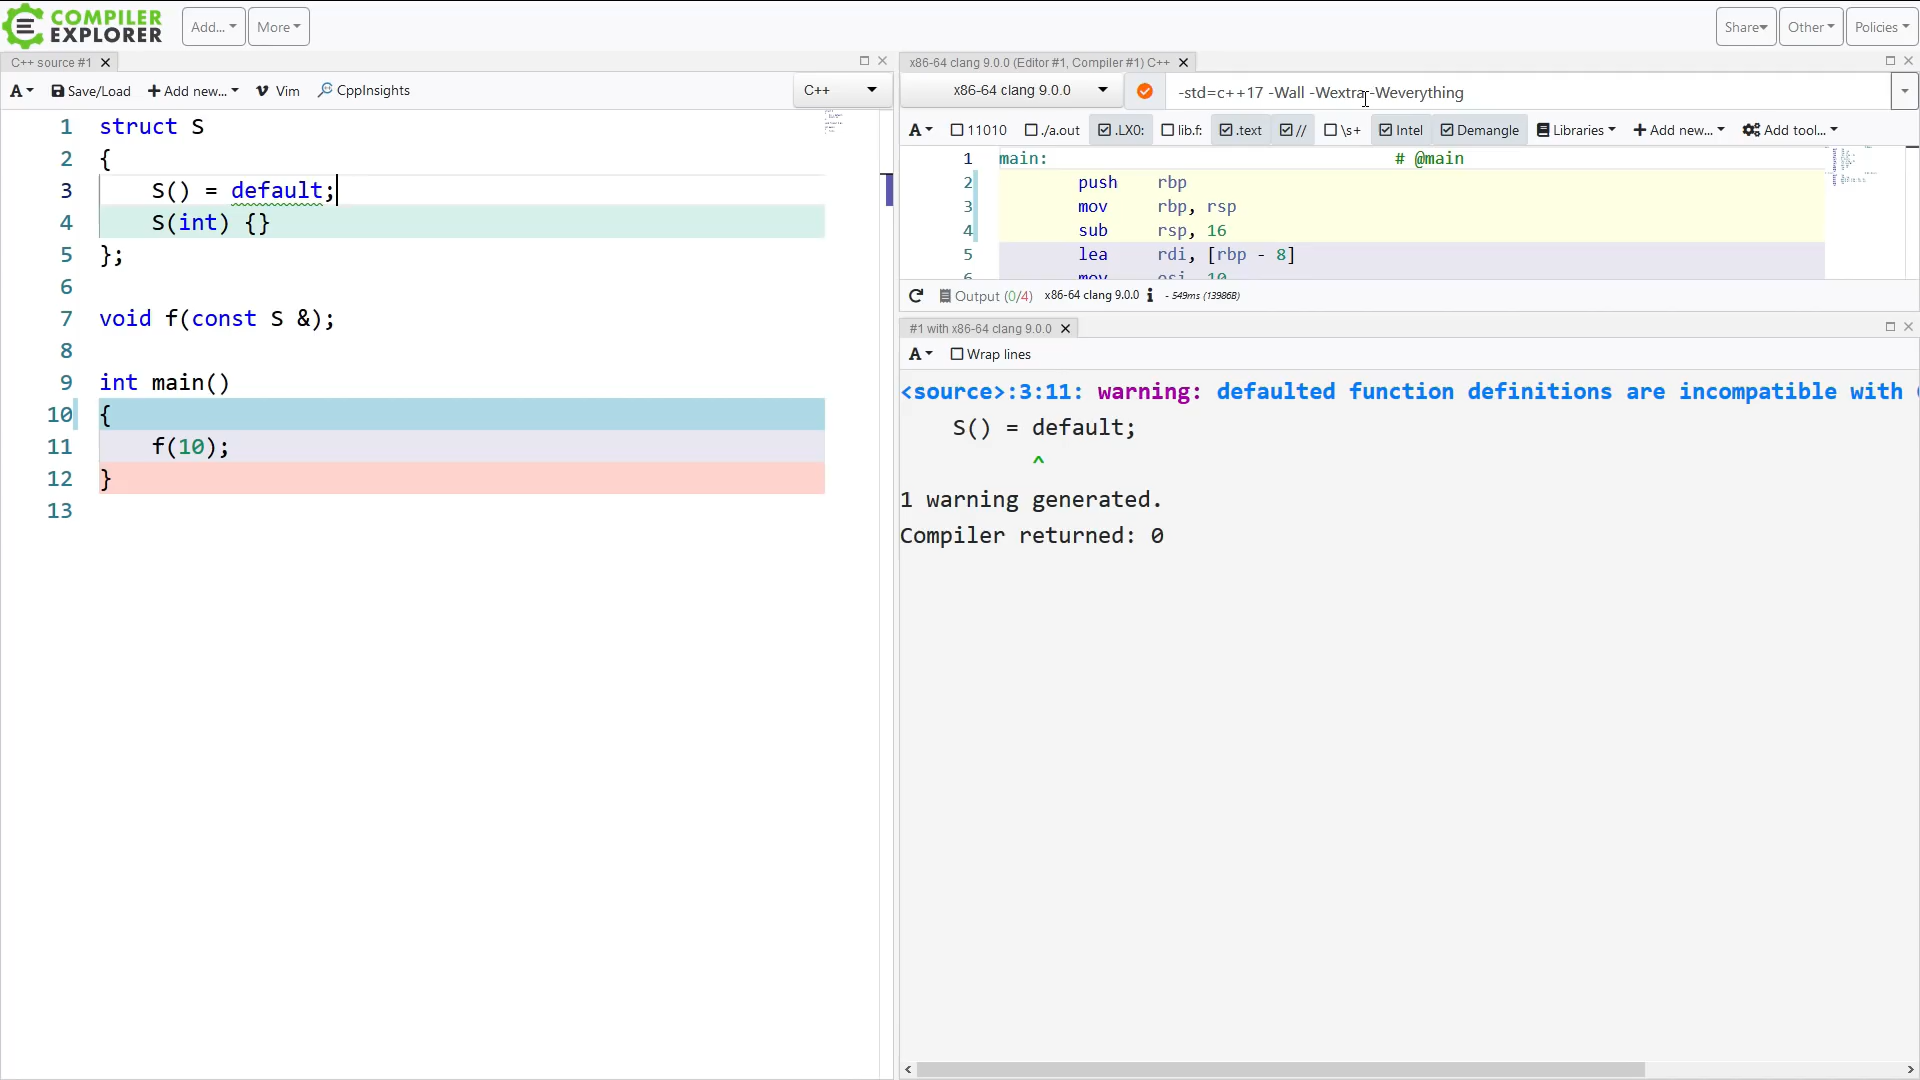 COMPILER
EXPLORER
Add...
More
Share
Other
Policies
C++ source #1
A
Save/Load
Add new...
Vim
CppInsights
C++
1 struct S
2 {
3 S() = default;
4 S(int) {}
5 };
6
7 void f(const S &);
8
9 int main()
10 {
11 f(10);
12 }
13
x86-64 clang 9.0.0 (Editor #1, Compiler #1) C++
x86-64 clang 9.0.0
-std=c++17 -Wall -Wextra -Weverything
A
11010
./a.out
.LX0:
lib.f:
.text
//
\s+
Intel
Demangle
Libraries
Add new...
Add tool...
1 main: # @main
2 push rbp
3 mov rbp, rsp
4 sub rsp, 16
5 lea rdi, [rbp - 8]
6 mov esi, 10
Output (0/4) x86-64 clang 9.0.0 i - 549ms (13986B)
#1 with x86-64 clang 9.0.0
A
Wrap lines
<source>:3:11: warning: defaulted function definitions are incompatible with
S() = default;
^
1 warning generated.
Compiler returned: 0